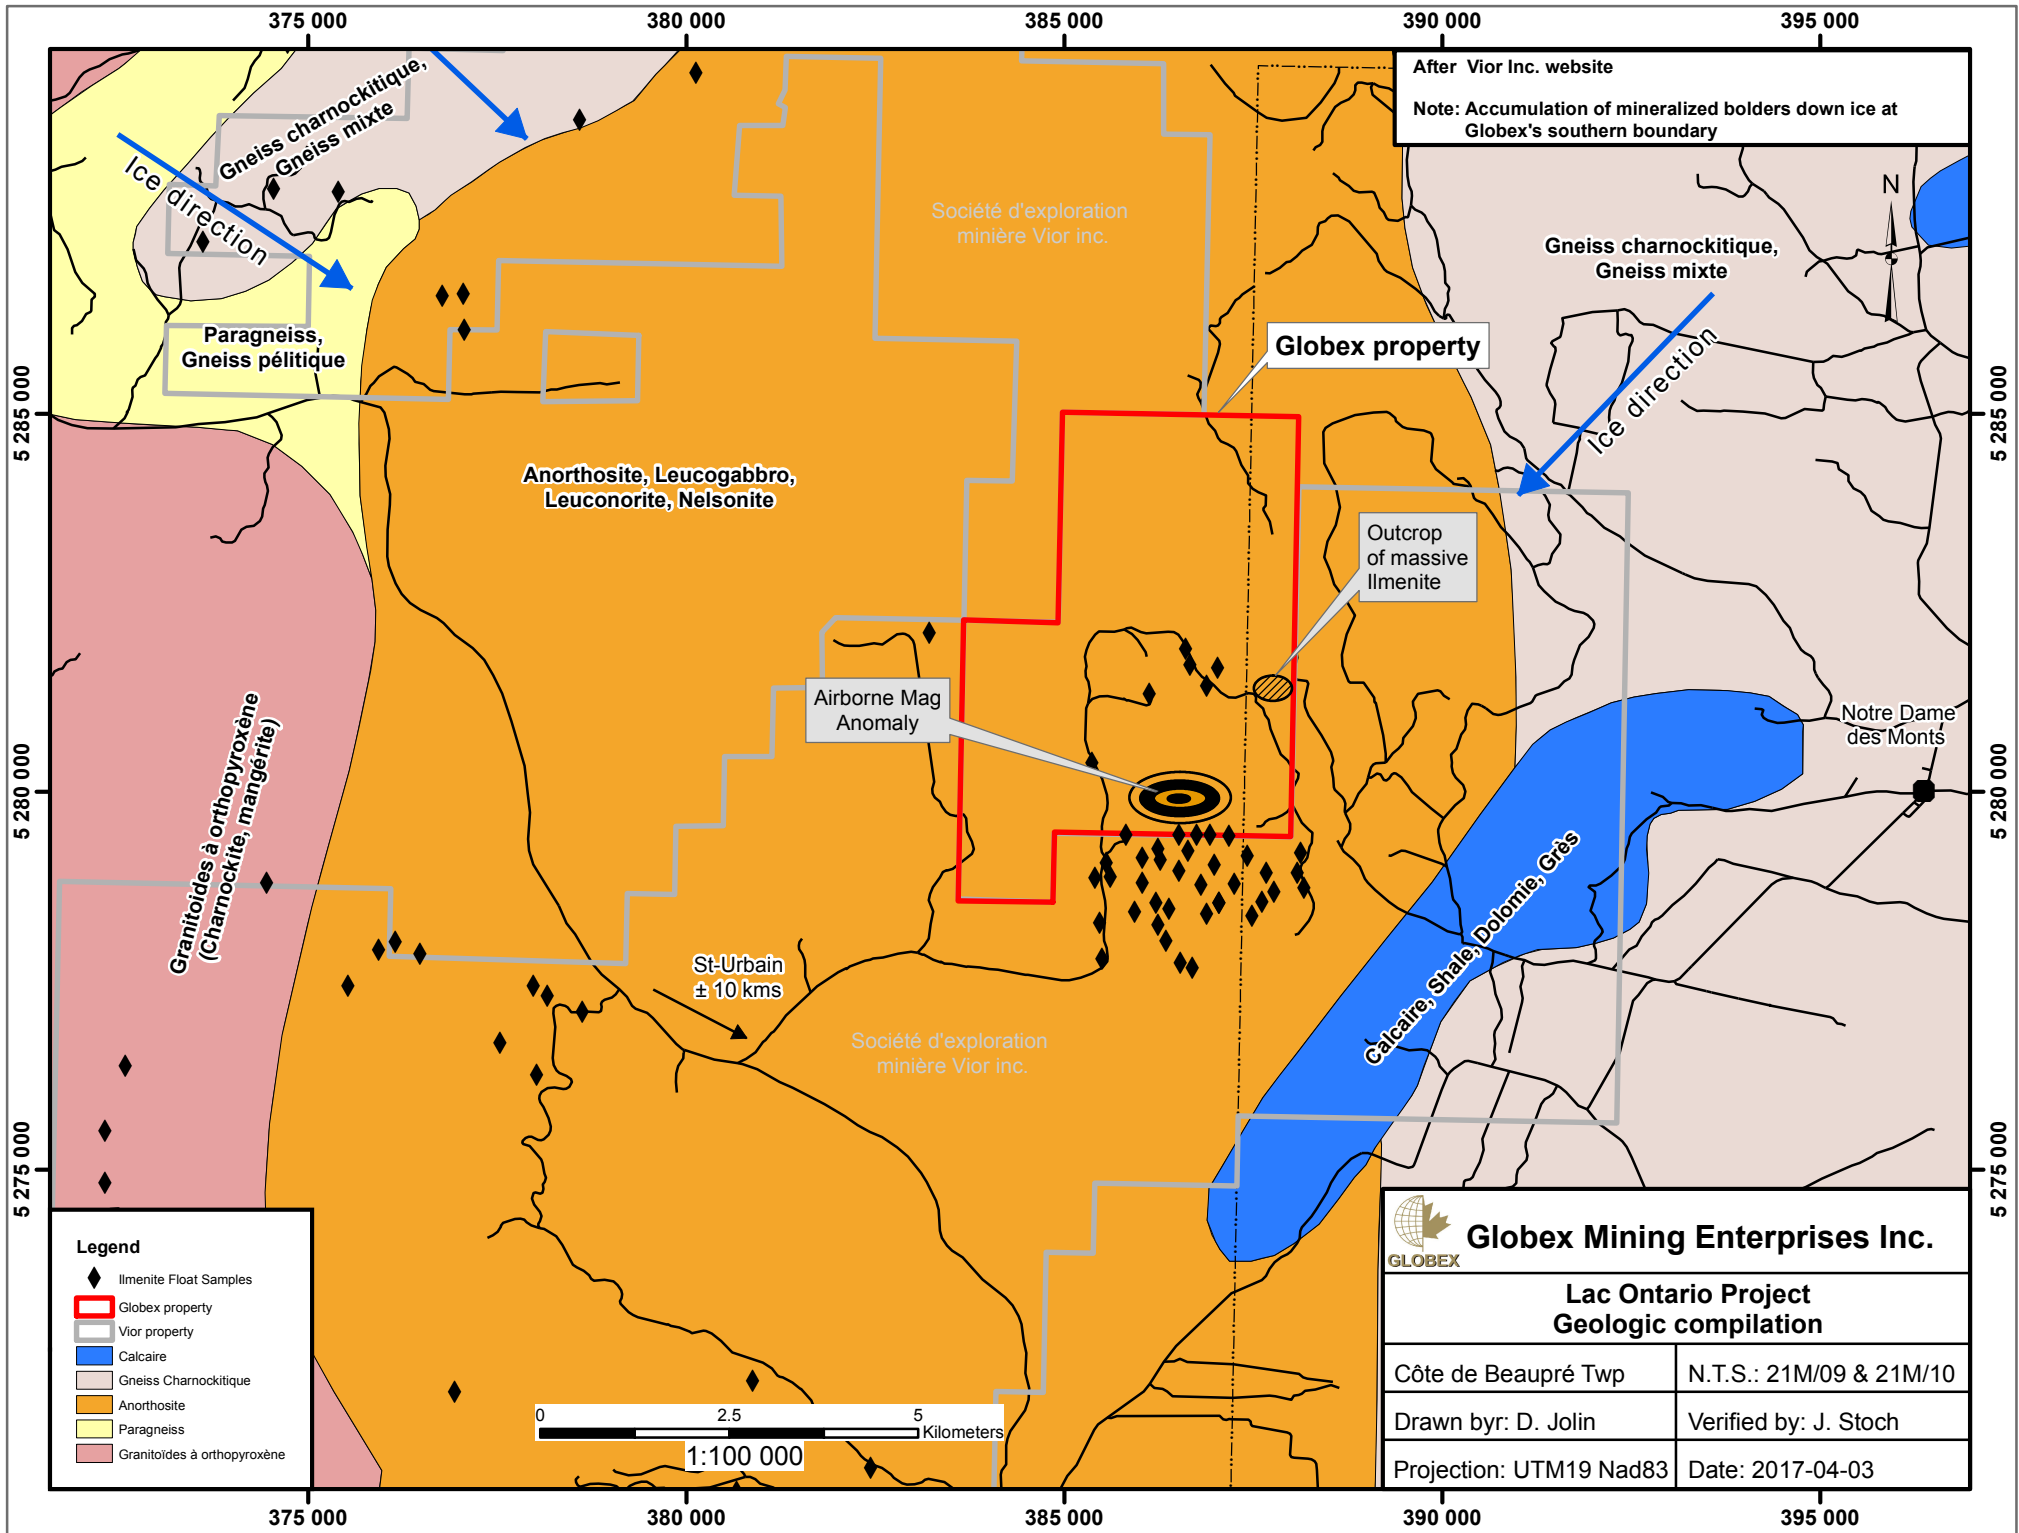 375 000
380 000
385 000
390 000
395 000
After Vior Inc. website
Note: Accumulation of mineralized bolders down ice at
Globex's southern boundary
Gneiss charnockitique,
Gneiss mixte
Ice direction
Société d'exploration
minière Vior inc.
N
Gneiss charnockitique,
Gneiss mixte
Paragneiss,
Gneiss pélitique
Globex property
Ice direction
5 285 000
5 285 000
Anorthosite, Leucogabbro,
Leuconorite, Nelsonite
Outcrop
of massive
Ilmenite
Airborne Mag
Anomaly
Notre Dame
des Monts
Granitoides à orthopyroxène
(Charnockite, mangérite)
5 280 000
5 280 000
Calcaire, Shale, Dolomie, Grès
St-Urbain
± 10 kms
Société d'exploration
minière Vior inc.
5 275 000
5 275 000
Legend
Ilmenite Float Samples
Globex property
Vior property
Calcaire
Gneiss Charnockitique
Anorthosite
Paragneiss
Granitoïdes à orthopyroxène
0 2.5 5
Kilometers
1:100 000
GLOBEX
Globex Mining Enterprises Inc.
Lac Ontario Project
Geologic compilation
Côte de Beaupré Twp
N.T.S.: 21M/09 & 21M/10
Drawn byr: D. Jolin
Verified by: J. Stoch
Projection: UTM19 Nad83
Date: 2017-04-03
375 000
380 000
385 000
390 000
395 000